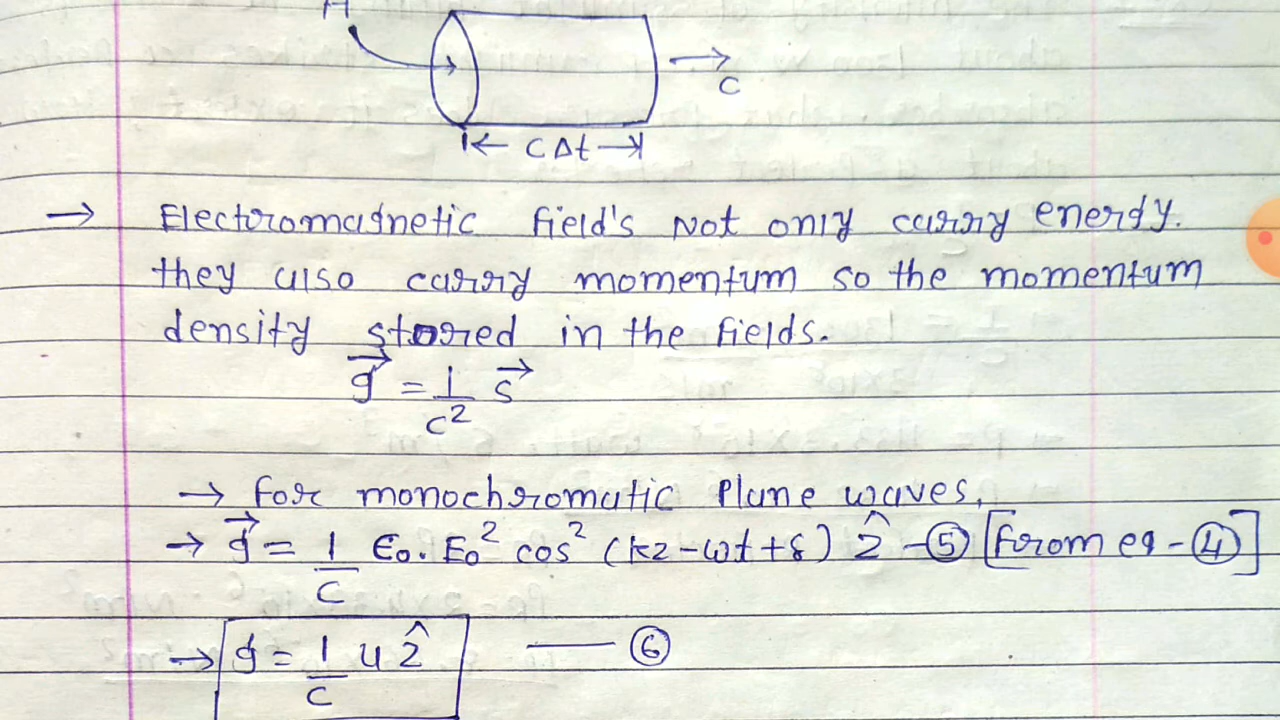 A
c
|← cΔt →|
→ Electromagnetic field's Not only carry energy.
they also carry momentum so the momentum
density stored in the fields.
g⃗ = 1/c² s⃗
→ for monochromatic Plane waves,
→ g⃗ = 1/c ε₀.E₀² cos² (kz-ωt+δ) ẑ -⑤ [from eq-④]
→ g = 1/c u ẑ —— ⑥